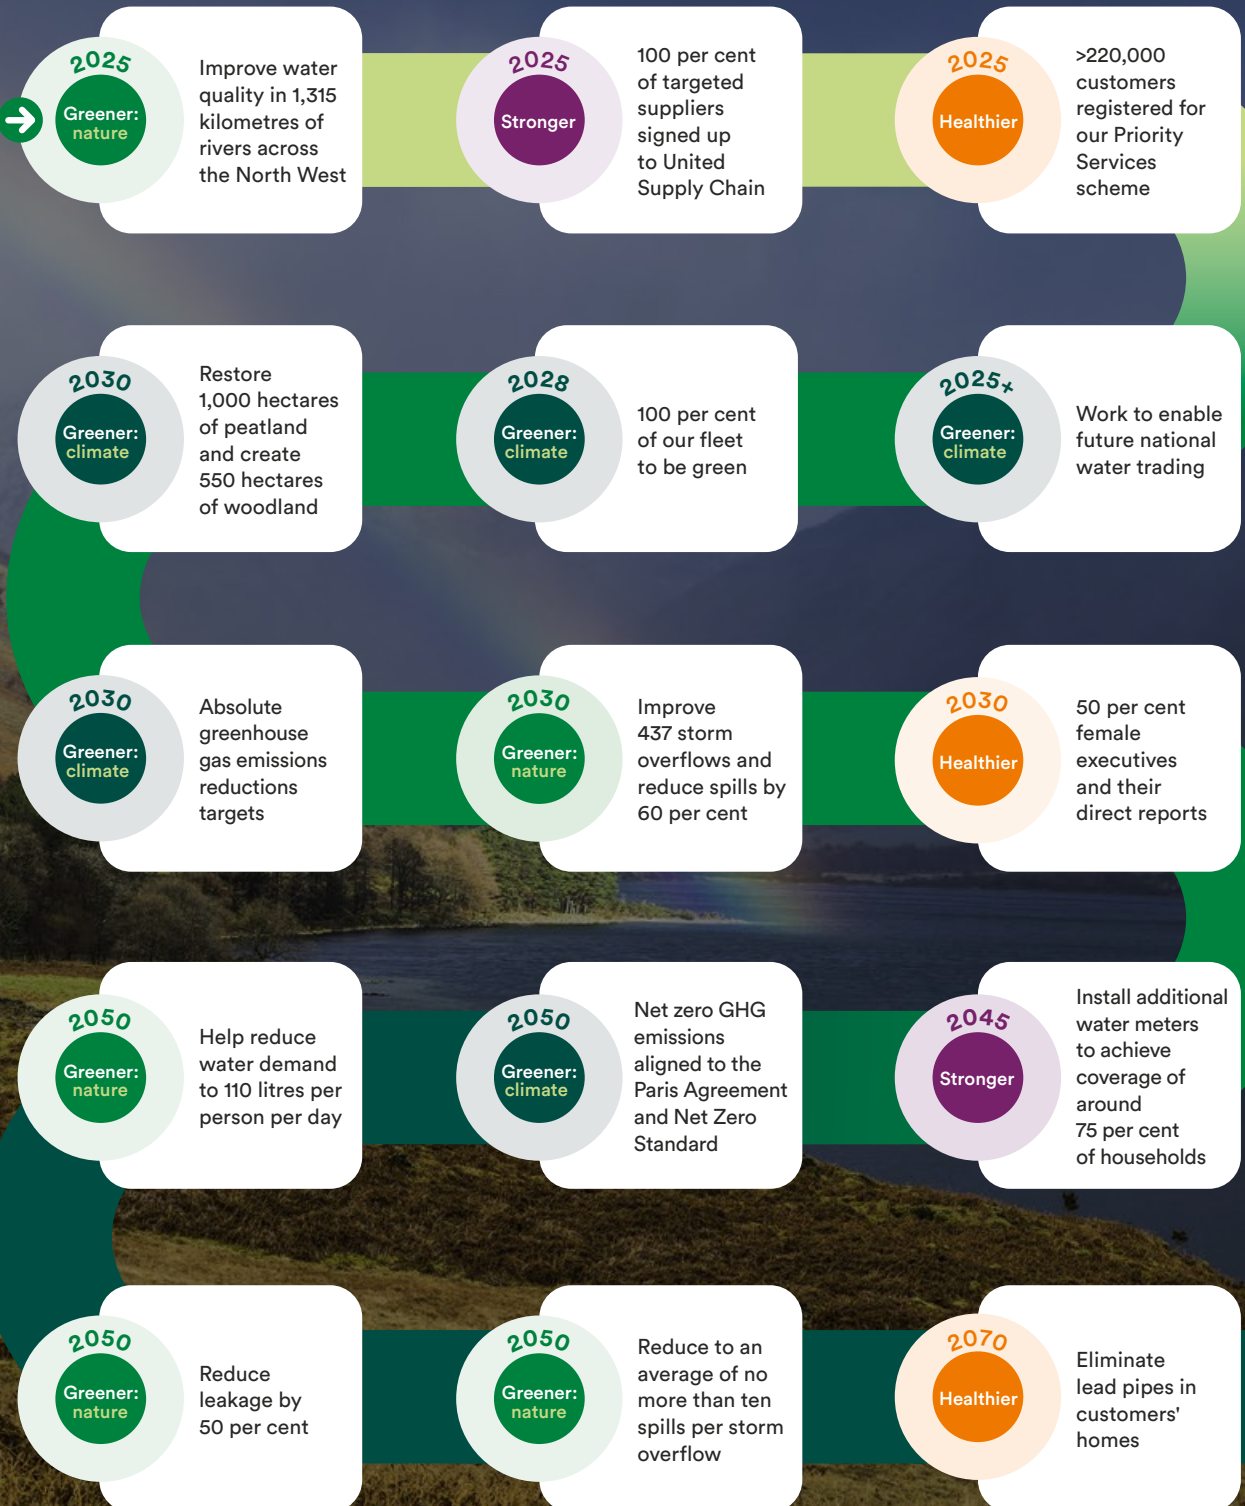 2025
Greener:
nature
Improve water
quality in 1,315
kilometres of
rivers across
the North West
2025
Stronger
100 per cent
of targeted
suppliers
signed up
to United
Supply Chain
2025
Healthier
>220,000
customers
registered for
our Priority
Services
scheme
2025+
Greener:
climate
Work to enable
future national
water trading
2028
Greener:
climate
100 per cent
of our fleet
to be green
2030
Greener:
climate
Restore
1,000 hectares
of peatland
and create
550 hectares
of woodland
2030
Greener:
climate
Absolute
greenhouse
gas emissions
reductions
targets
2030
Greener:
nature
Improve
437 storm
overflows and
reduce spills by
60 per cent
2030
Healthier
50 per cent
female
executives
and their
direct reports
2045
Stronger
Install additional
water meters
to achieve
coverage of
around
75 per cent
of households
2050
Greener:
climate
Net zero GHG
emissions
aligned to the
Paris Agreement
and Net Zero
Standard
2050
Greener:
nature
Help reduce
water demand
to 110 litres per
person per day
2050
Greener:
nature
Reduce
leakage by
50 per cent
2050
Greener:
nature
Reduce to an
average of no
more than ten
spills per storm
overflow
2070
Healthier
Eliminate
lead pipes in
customers'
homes